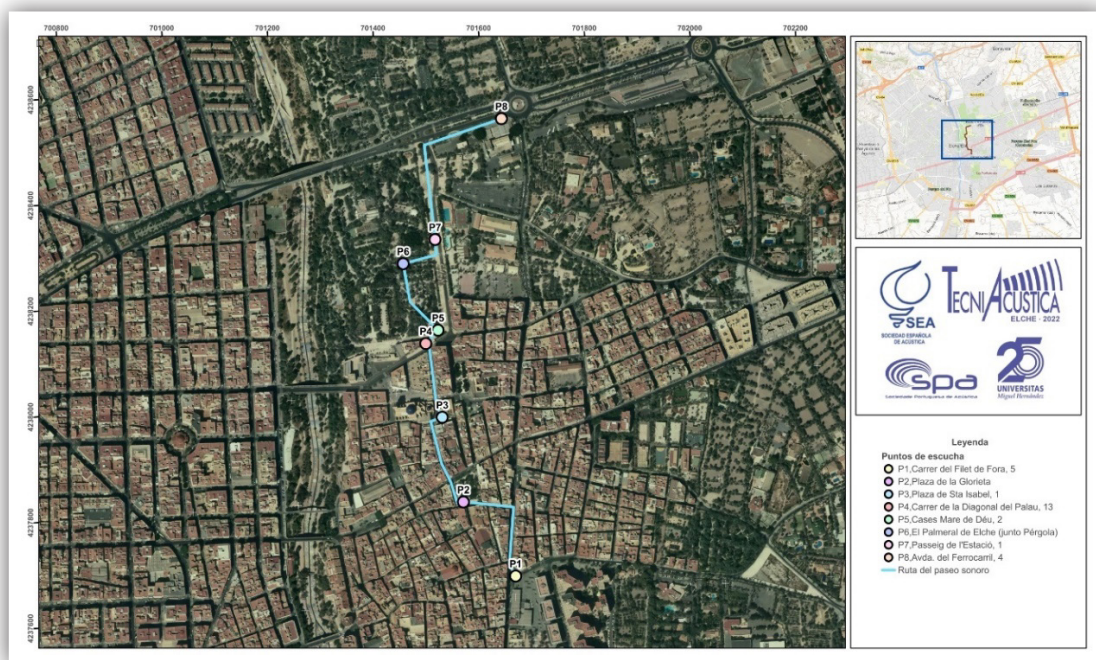 700800 701000 701200 701400 701600 701800 702000 702200
4238600
4238400
4238200
4238000
4237800
4237600
P8
P7
P6
P5
P4
P3
P2
P1
SEA
SOCIEDAD ESPAÑOLA
DE ACÚSTICA
TECNIACÚSTICA
ELCHE - 2022
spa
Sociedade Portuguesa de Acústica
25
UNIVERSITAS
Miguel Hernández
Leyenda
Puntos de escucha
P1,Carrer del Filet de Fora, 5
P2,Plaza de la Glorieta
P3,Plaza de Sta Isabel, 1
P4,Carrer de la Diagonal del Palau, 13
P5,Cases Mare de Déu, 2
P6,El Palmeral de Elche (junto Pérgola)
P7,Passeig de l'Estació, 1
P8,Avda. del Ferrocarril, 4
Ruta del paseo sonoro